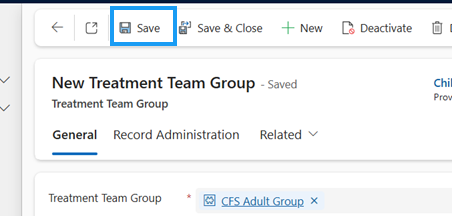 Save Save & Close New Deactivate
New Treatment Team Group - Saved
Treatment Team Group
General Record Administration Related
Treatment Team Group * CFS Adult Group